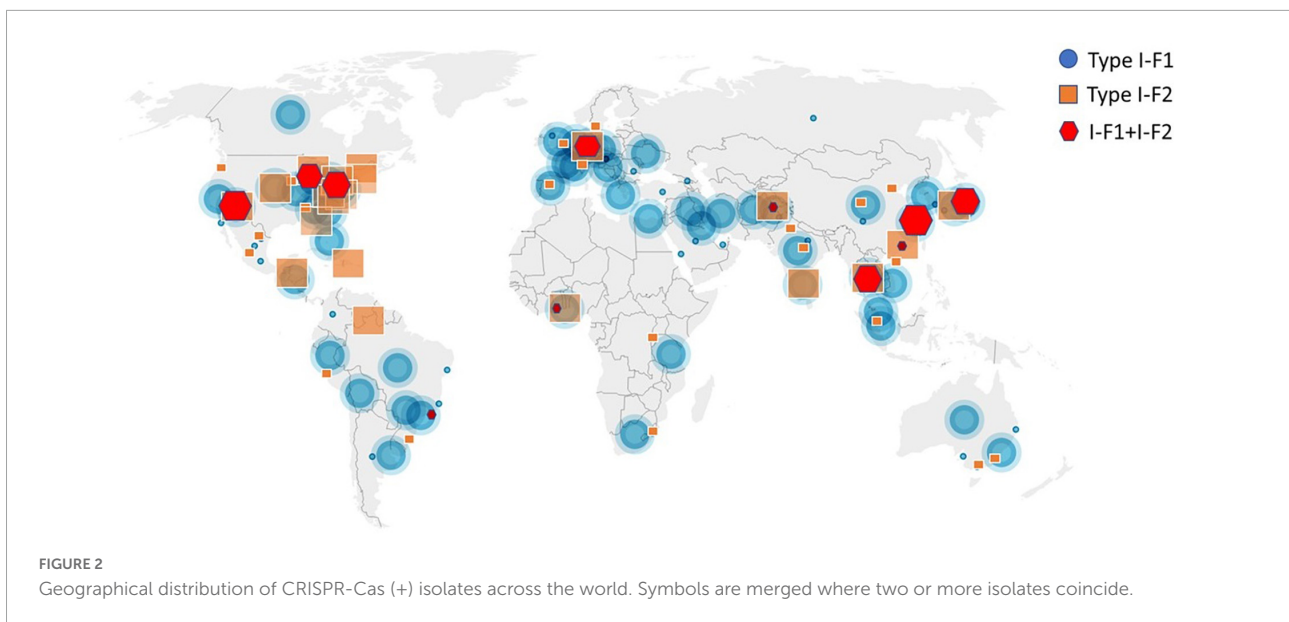 Type I-F1
Type I-F2
I-F1+I-F2
FIGURE 2
Geographical distribution of CRISPR-Cas (+) isolates across the world. Symbols are merged where two or more isolates coincide.